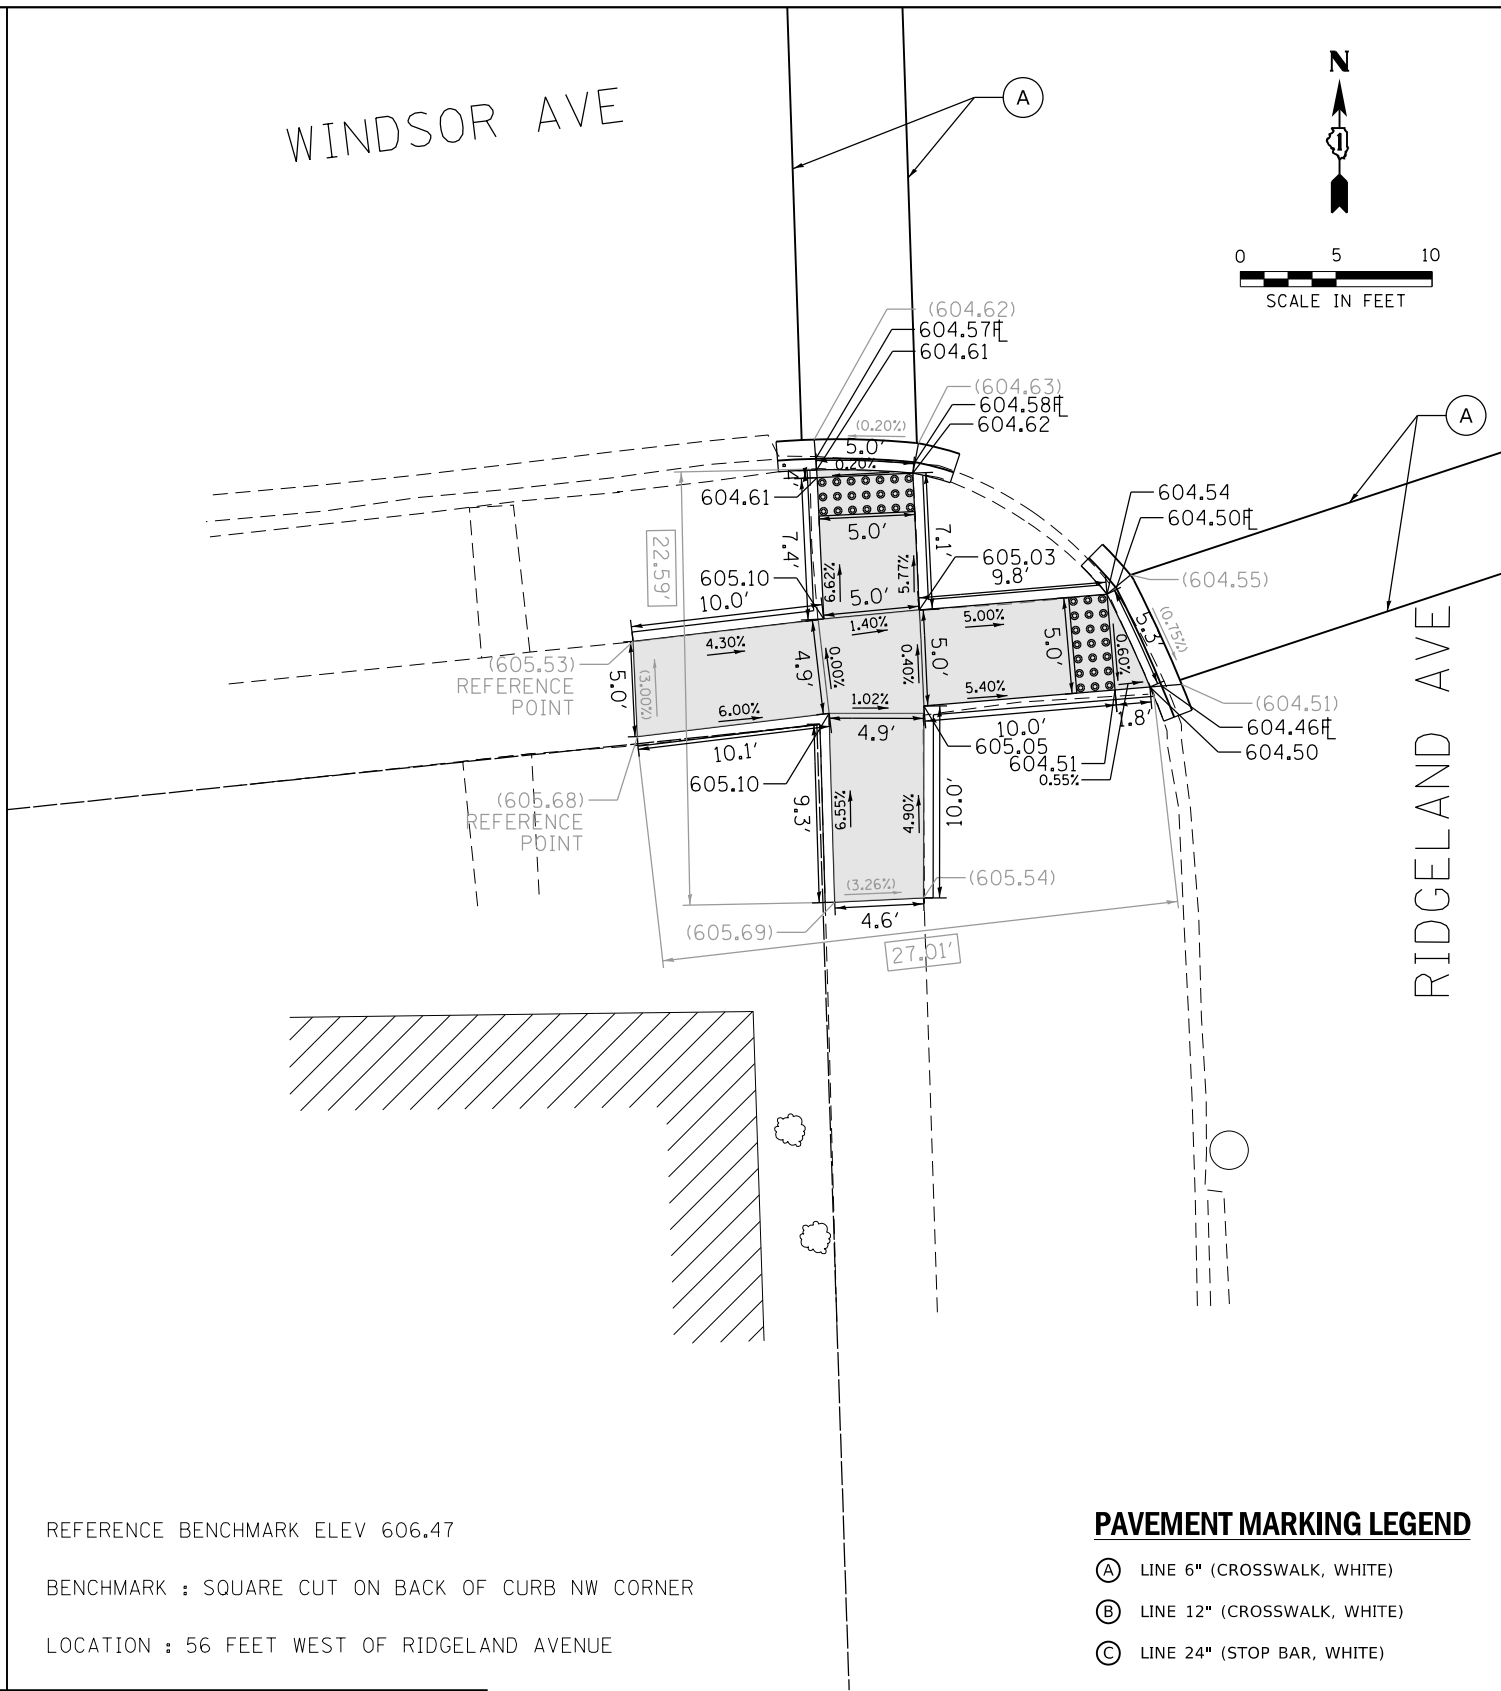 WINDSOR AVE
A
N
1
0 5 10
SCALE IN FEET
(604.62)
604.57 FL
604.61
(604.63)
604.58 FL
604.62
(0.20%)
5.0'
0.20%
604.61
A
604.54
604.50 FL
5.0'
22.59'
7.4'
7.1'
605.03
9.8'
(604.55)
605.10
10.0'
6.62%
5.77%
5.0'
1.40%
5.00%
5.3'
(0.75%)
4.30%
(605.53)
REFERENCE
POINT
5.0'
(3.00%)
4.9'
0.00%
0.40%
5.0'
5.0'
0.60%
6.00%
1.02%
5.40%
(604.51)
604.46 FL
604.50
1.8'
10.0'
4.9'
605.05
604.51
0.55%
10.1'
605.10
(605.68)
REFERENCE
POINT
9.3'
6.55%
4.90%
10.0'
(3.26%)
(605.54)
4.6'
(605.69)
27.01'
RIDGELAND AVE
REFERENCE BENCHMARK ELEV 606.47
BENCHMARK : SQUARE CUT ON BACK OF CURB NW CORNER
LOCATION : 56 FEET WEST OF RIDGELAND AVENUE
PAVEMENT MARKING LEGEND
A LINE 6" (CROSSWALK, WHITE)
B LINE 12" (CROSSWALK, WHITE)
C LINE 24" (STOP BAR, WHITE)